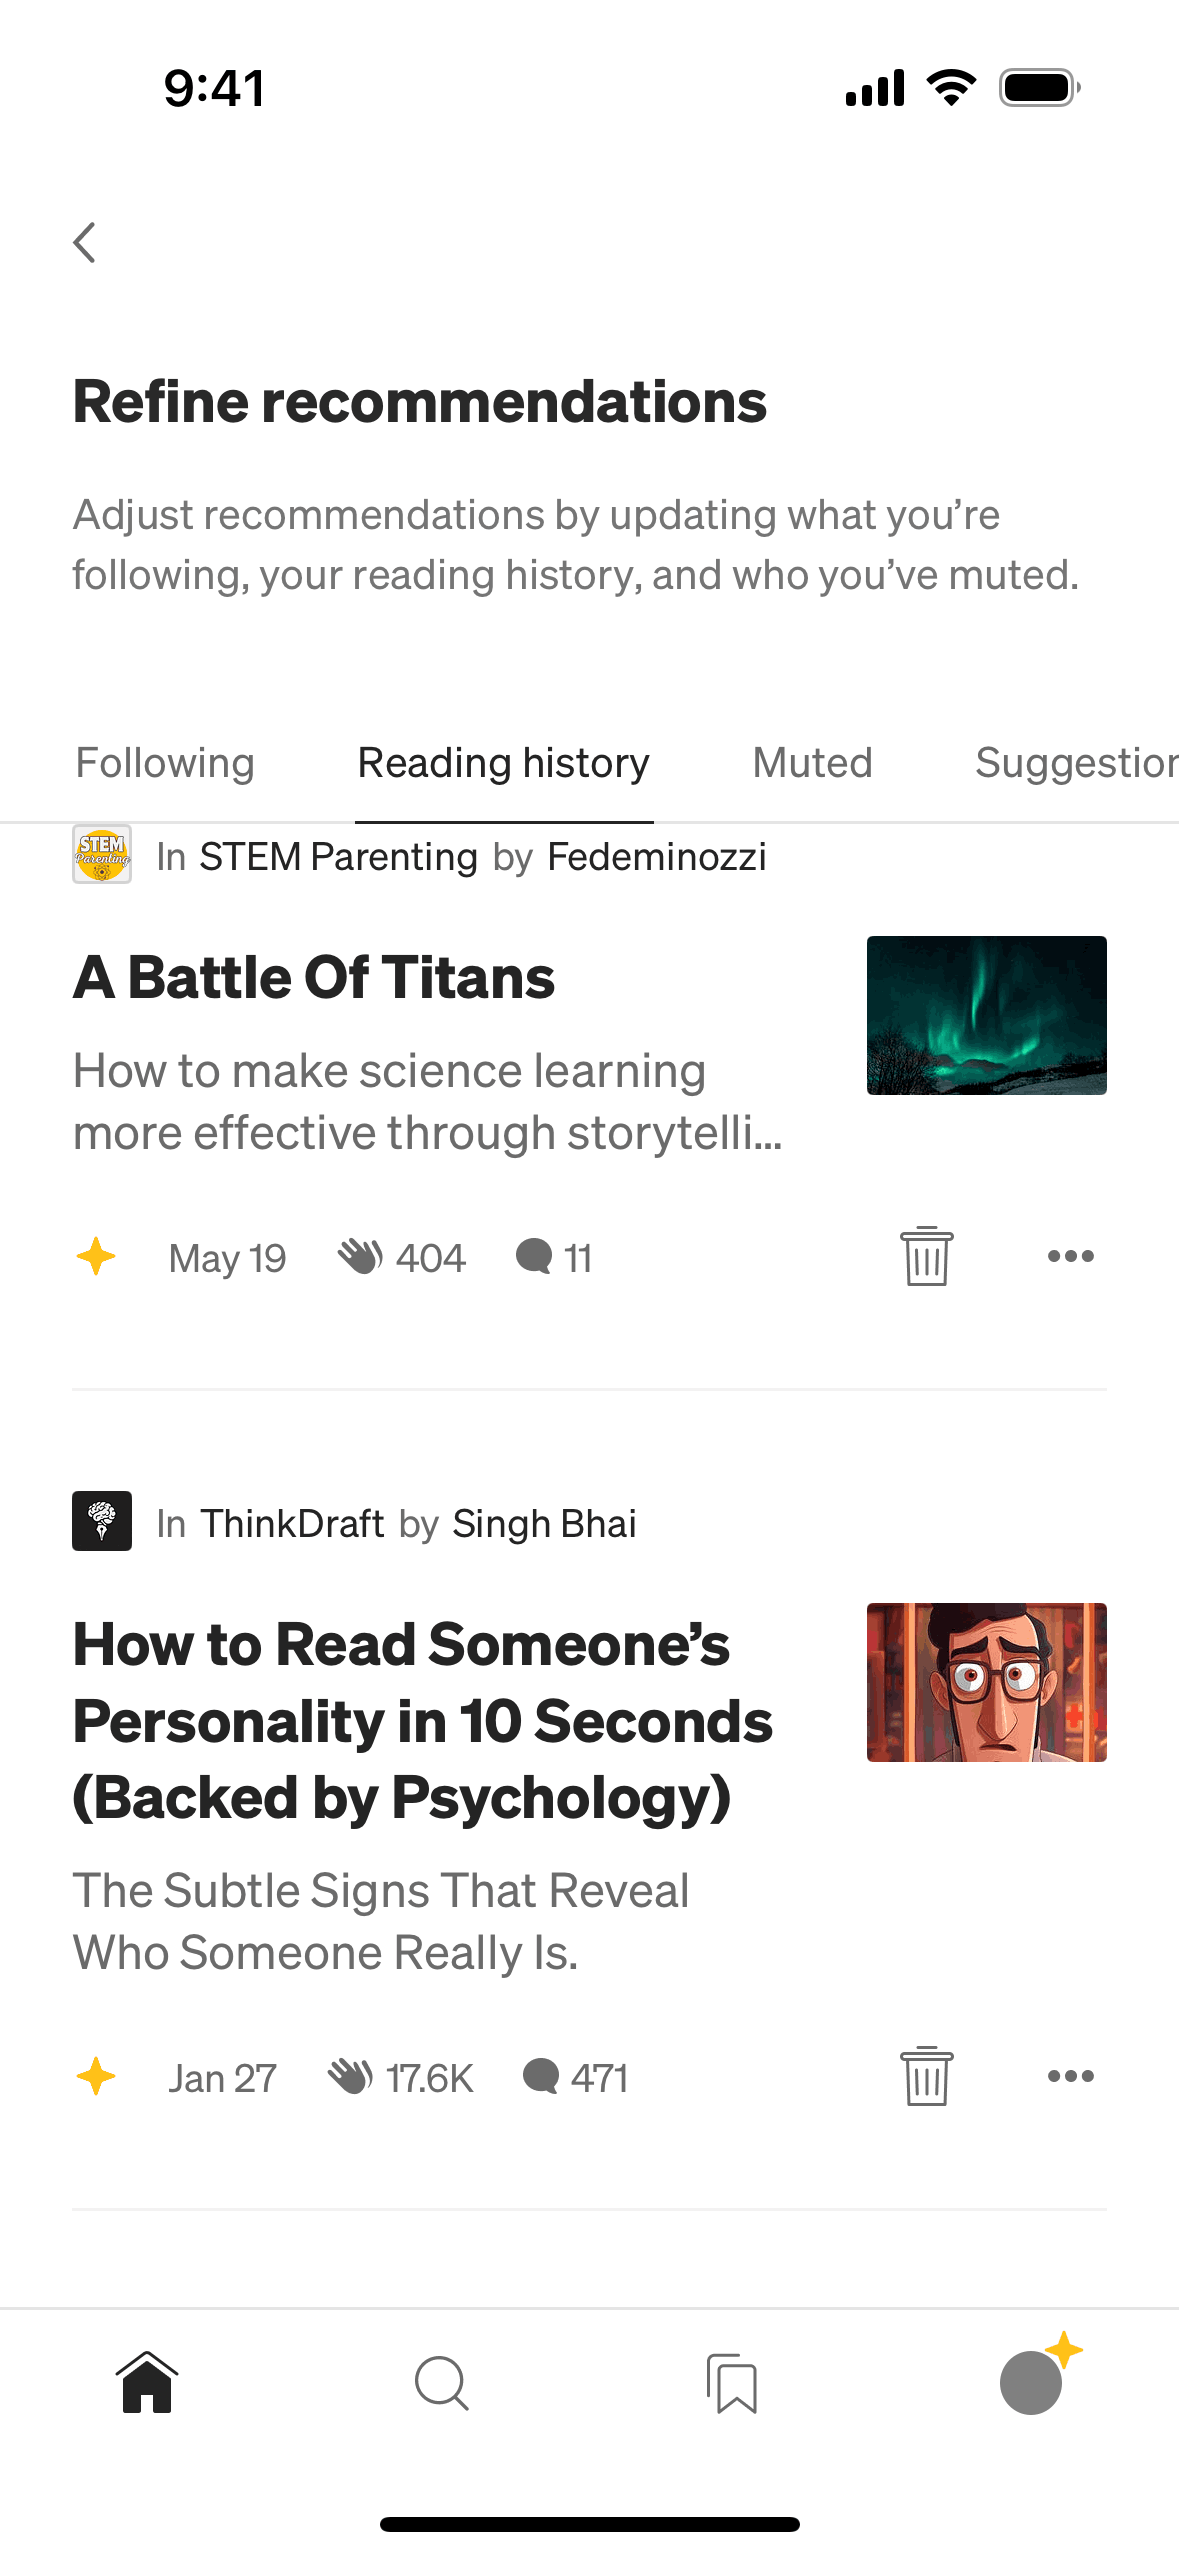 9:41
Refine recommendations
Adjust recommendations by updating what you’re
following, your reading history, and who you’ve muted.
Following Reading history Muted Suggestion
STEM
Parenting
In STEM Parenting by Fedeminozzi
A Battle Of Titans
How to make science learning
more effective through storytelli...
May 19 404 11
In ThinkDraft by Singh Bhai
How to Read Someone’s
Personality in 10 Seconds
(Backed by Psychology)
The Subtle Signs That Reveal
Who Someone Really Is.
Jan 27 17.6K 471